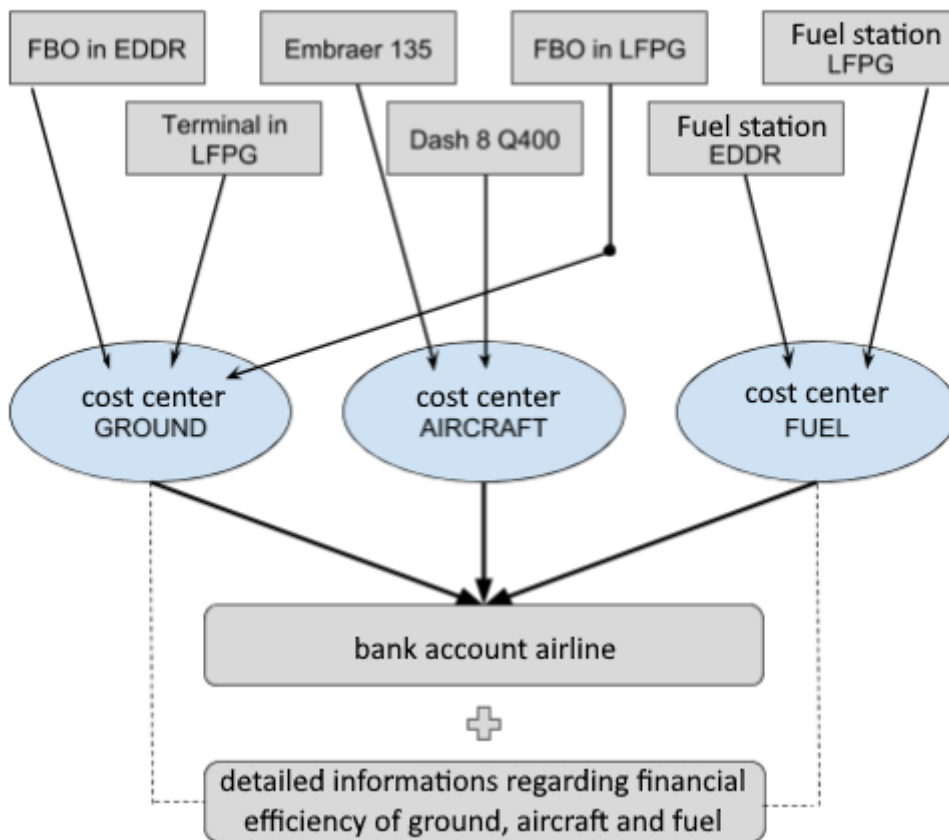 FBO in EDDR
Embraer 135
FBO in LFPG
Fuel station
LFPG
Terminal in
LFPG
Dash 8 Q400
Fuel station
EDDR
cost center
GROUND
cost center
AIRCRAFT
cost center
FUEL
bank account airline
detailed informations regarding financial
efficiency of ground, aircraft and fuel